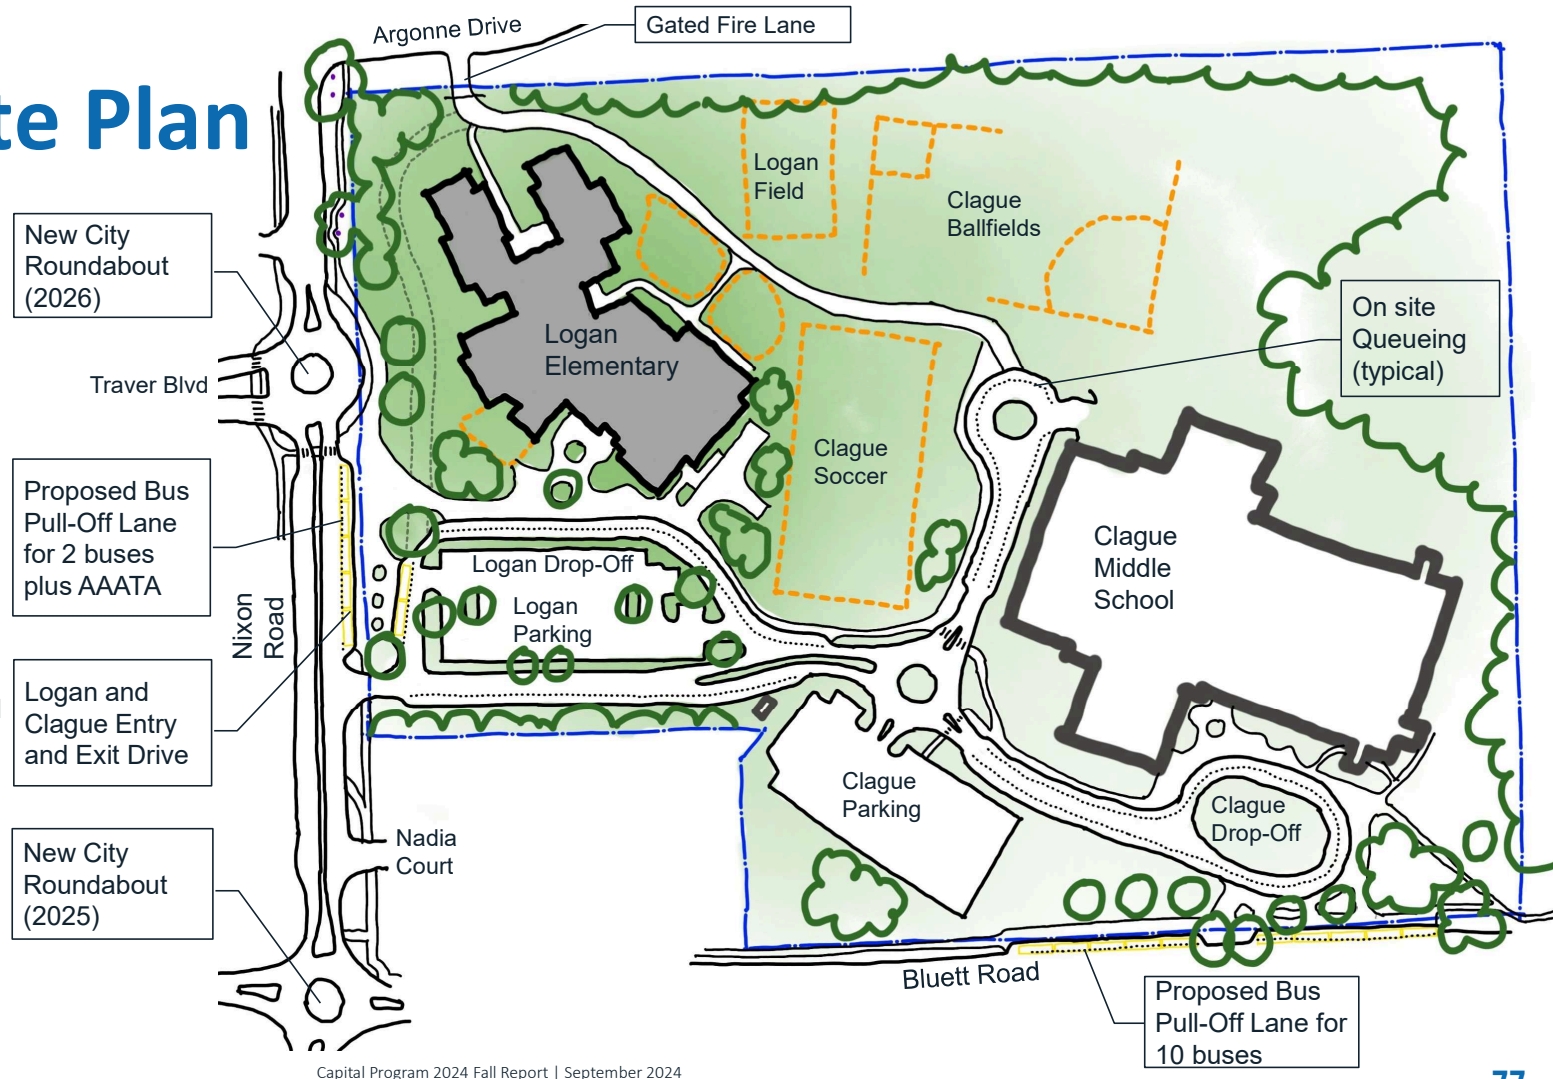 Argonne Drive
Gated Fire Lane
te Plan
Logan
Field
Clague
Ballfields
New City
Roundabout
(2026)
On site
Queueing
(typical)
Logan
Elementary
Traver Blvd
Clague
Soccer
Proposed Bus
Pull-Off Lane
for 2 buses
plus AAATA
Clague
Middle
School
Logan Drop-Off
Logan
Parking
Nixon
Road
Logan and
Clague Entry
and Exit Drive
Clague
Parking
Clague
Drop-Off
Nadia
Court
New City
Roundabout
(2025)
Bluett Road
Proposed Bus
Pull-Off Lane for
10 buses
Capital Program 2024 Fall Report | September 2024
77